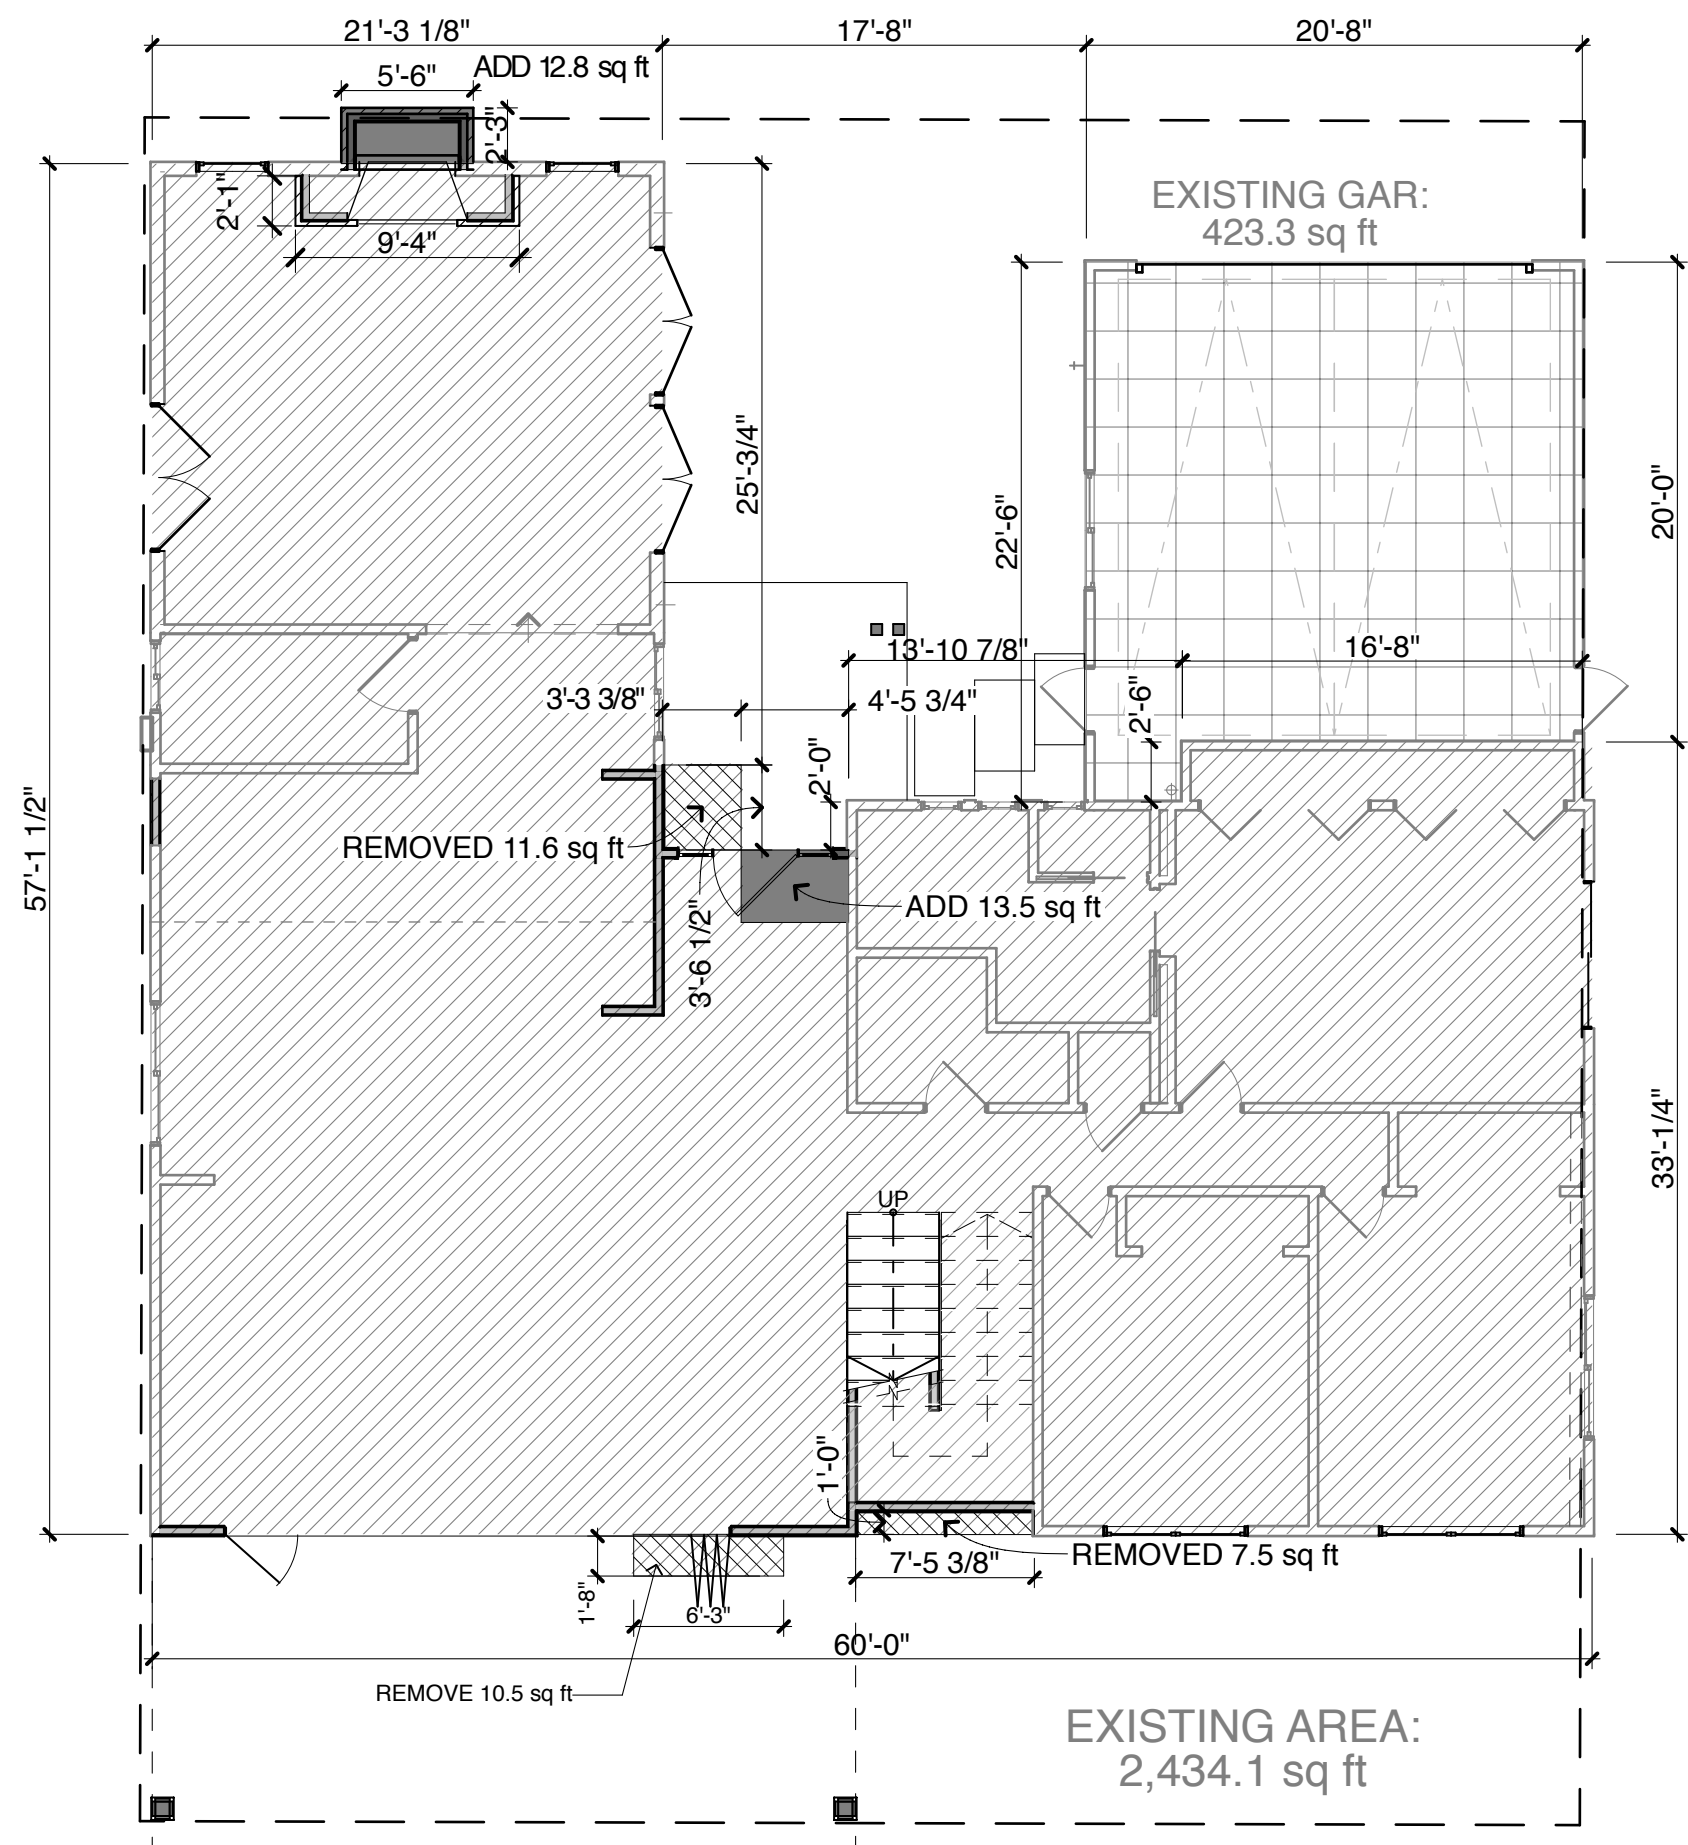 21'-3 1/8"
17'-8"
20'-8"
5'-6"
ADD 12.8 sq ft
2'-3"
2'-1"
9'-4"
EXISTING GAR:
423.3 sq ft
25'-3/4"
22'-6"
20'-0"
13'-10 7/8"
16'-8"
3'-3 3/8"
4'-5 3/4"
2'-6"
2'-0"
57'-1 1/2"
REMOVED 11.6 sq ft
ADD 13.5 sq ft
3'-6 1/2"
33'-1/4"
UP
1'-0"
7'-5 3/8"
REMOVED 7.5 sq ft
1'-8"
6'-3"
60'-0"
REMOVE 10.5 sq ft
EXISTING AREA:
2,434.1 sq ft